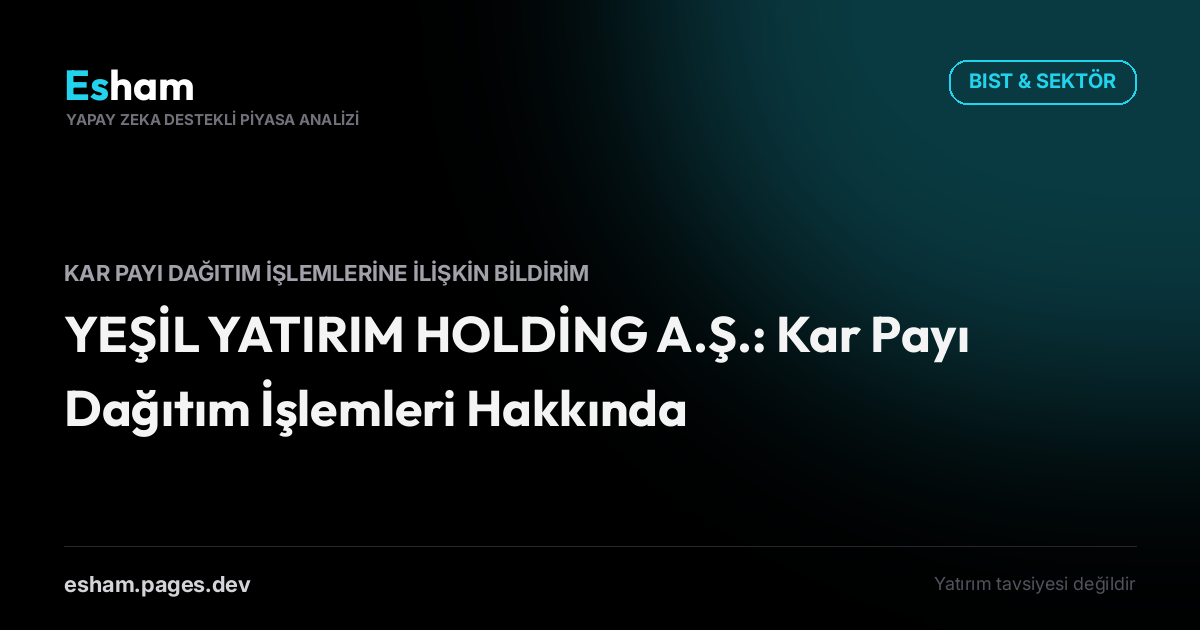 Esham
YAPAY ZEKA DESTEKLİ PİYASA ANALİZİ
BIST & SEKTÖR
KAR PAYI DAĞITIM İŞLEMLERİNE İLİŞKİN BİLDİRİM
YEŞİL YATIRIM HOLDİNG A.Ş.: Kar Payı
Dağıtım İşlemleri Hakkında
esham.pages.dev
Yatırım tavsiyesi değildir